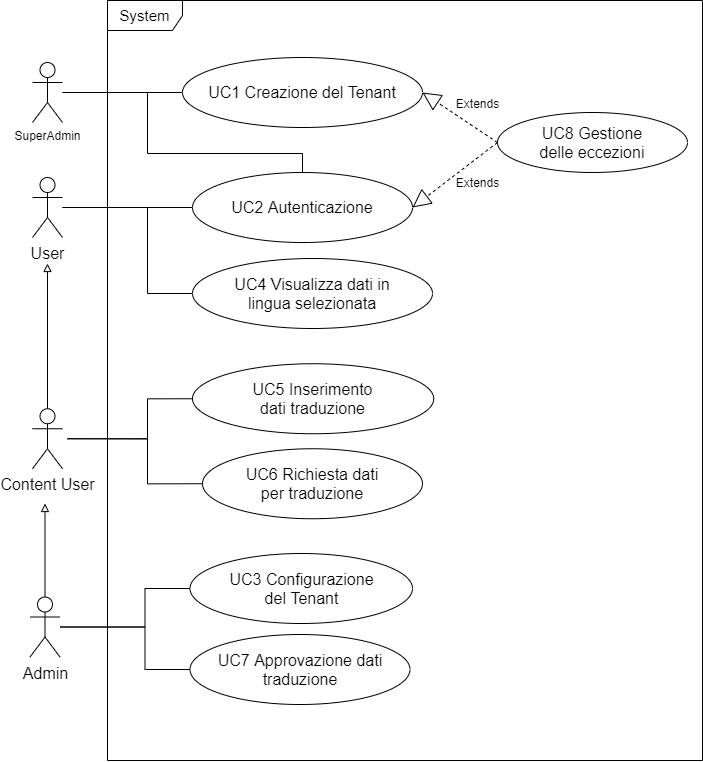 System
SuperAdmin
UC1 Creazione del Tenant
Extends
UC8 Gestione
delle eccezioni
Extends
User
UC2 Autenticazione
UC4 Visualizza dati in
lingua selezionata
Content User
UC5 Inserimento
dati traduzione
UC6 Richiesta dati
per traduzione
Admin
UC3 Configurazione
del Tenant
UC7 Approvazione dati
traduzione